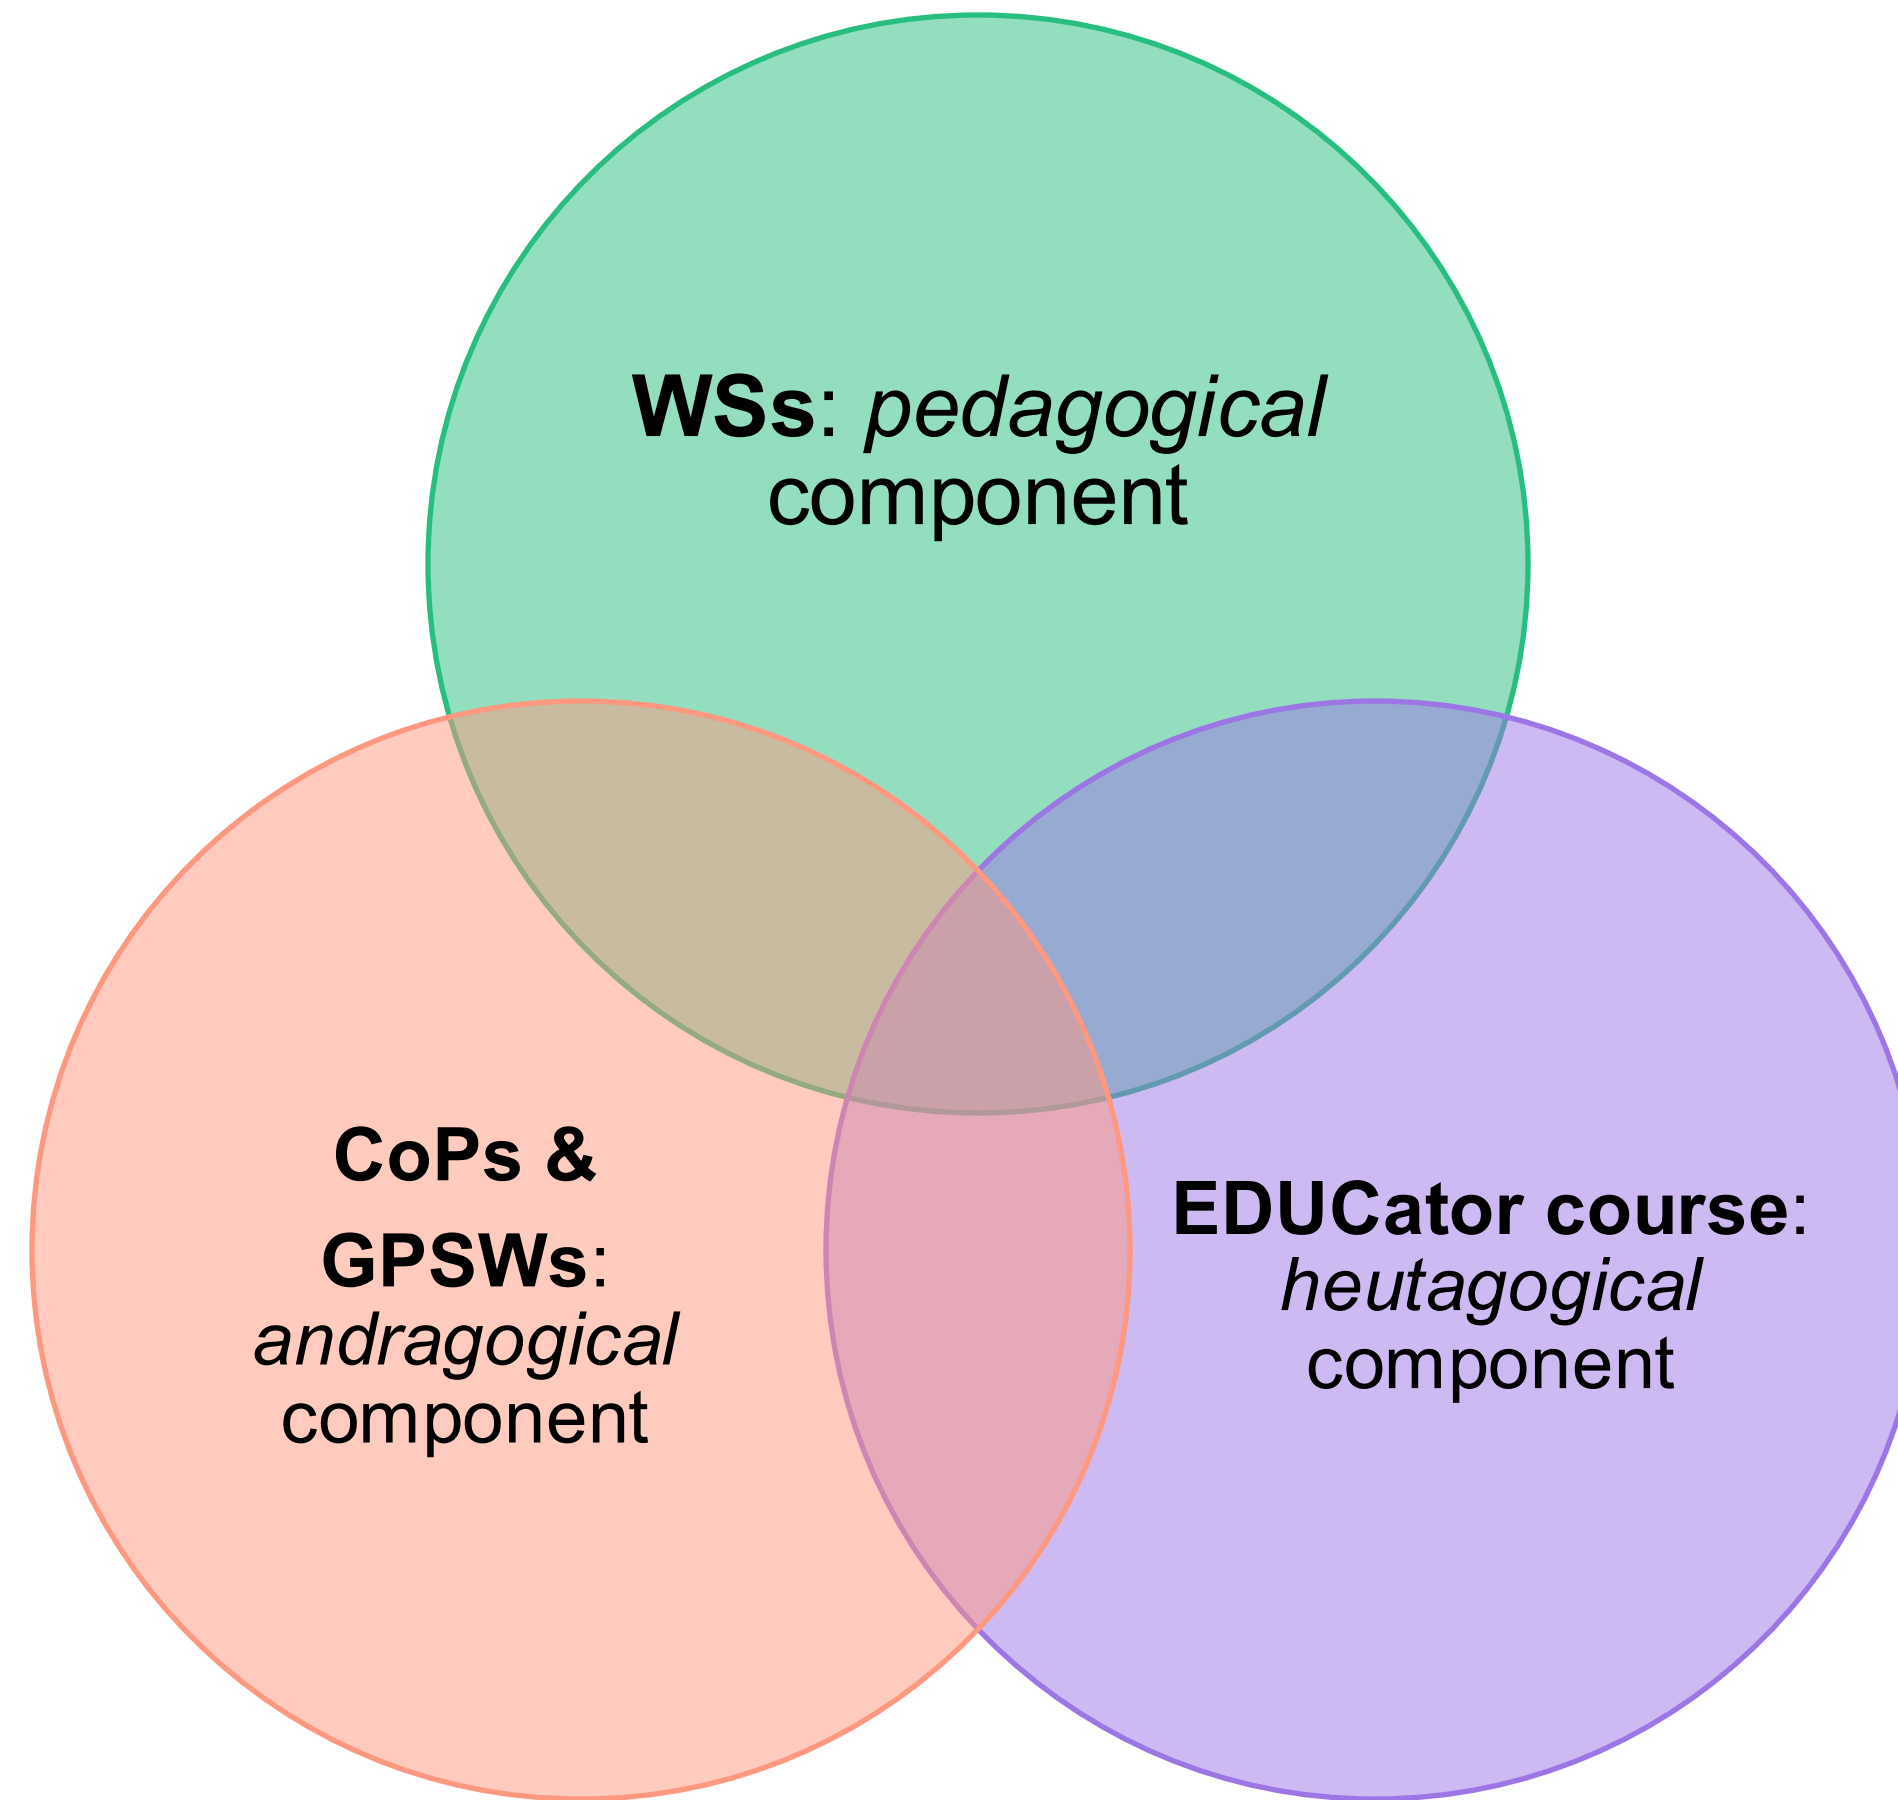 WSs: pedagogical
component
CoPs &
GPSWs:
andragogical
component
EDUCator course:
heutagogical
component